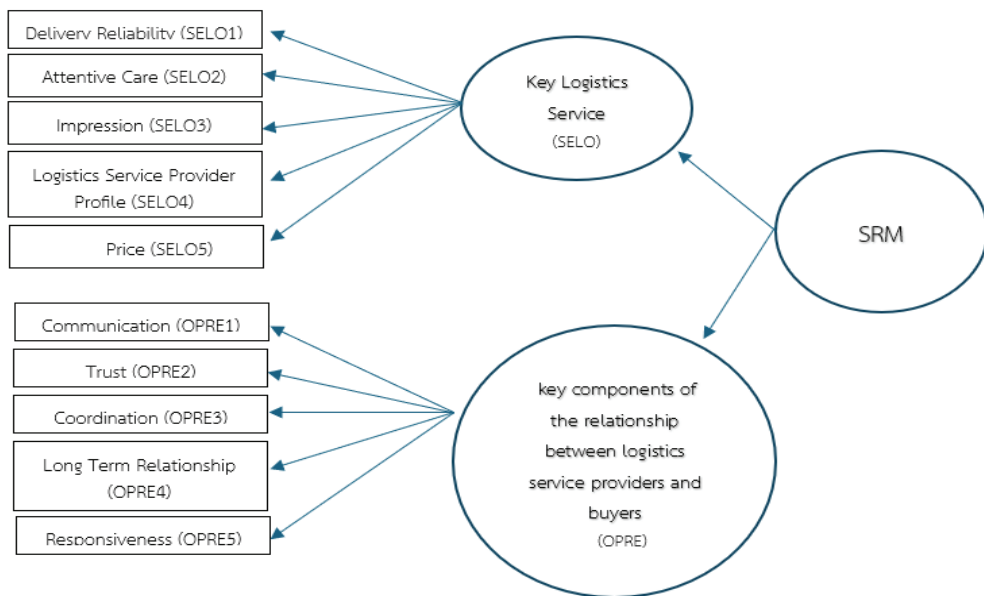 Delivery Reliability (SELO1)
Attentive Care (SELO2)
Impression (SELO3)
Logistics Service Provider
Profile (SELO4)
Price (SELO5)
Key Logistics
Service
(SELO)
SRM
Communication (OPRE1)
Trust (OPRE2)
Coordination (OPRE3)
Long Term Relationship
(OPRE4)
Responsiveness (OPRE5)
key components of
the relationship
between logistics
service providers and
buyers
(OPRE)